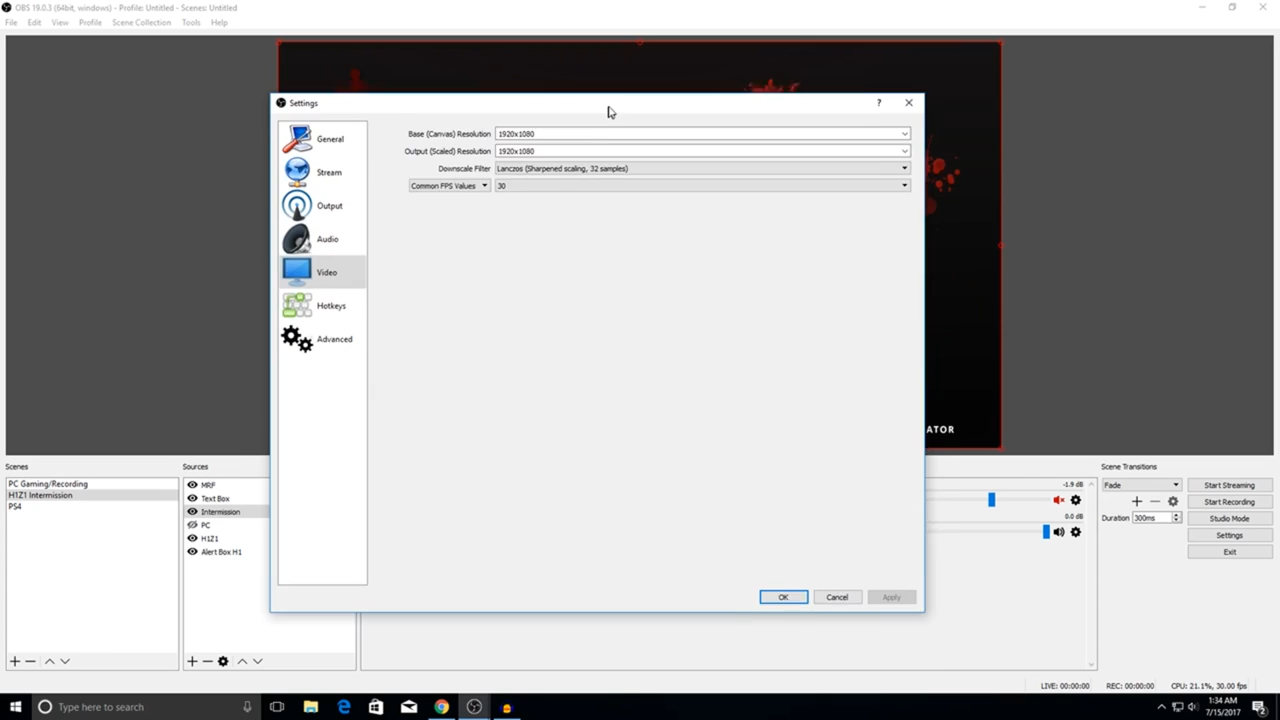 OBS 19.0.3 (64bit, windows) - Profile: Untitled - Scenes: Untitled
File Edit View Profile Scene Collection Tools Help
Settings
?
General
Stream
Output
Audio
Video
Hotkeys
Advanced
Base (Canvas) Resolution 1920x1080
Output (Scaled) Resolution 1920x1080
Downscale Filter Lanczos (Sharpened scaling, 32 samples)
Common FPS Values 30
OK Cancel Apply
ATOR
Scenes
PC Gaming/Recording
H1Z1 Intermission
PS4
Sources
MRF
Text Box
Intermission
PC
H1Z1
Alert Box H1
-1.9 dB
0.0 dB
Scene Transitions
Fade
Duration 300ms
Start Streaming
Start Recording
Studio Mode
Settings
Exit
LIVE: 00:00:00 REC: 00:00:00 CPU: 21.1%, 30.00 fps
Type here to search
1:34 AM
7/15/2017
2